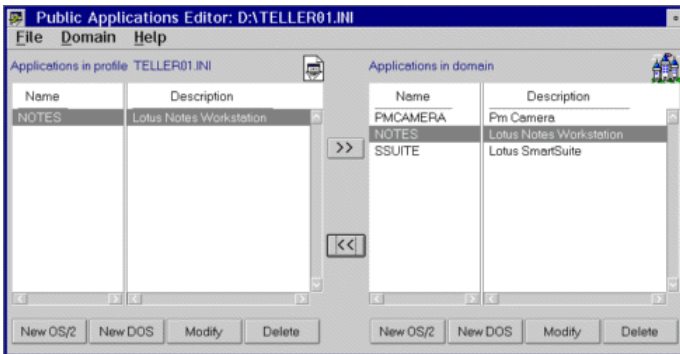 Public Applications Editor: D:\TELLER01.INI
File Domain Help
Applications in profile TELLER01.INI
Name Description
NOTES Lotus Notes Workstation
>>
<<
New OS/2 New DOS Modify Delete
Applications in domain
Name Description
PMCAMERA Pm Camera
NOTES Lotus Notes Workstation
SSUITE Lotus SmartSuite
New OS/2 New DOS Modify Delete